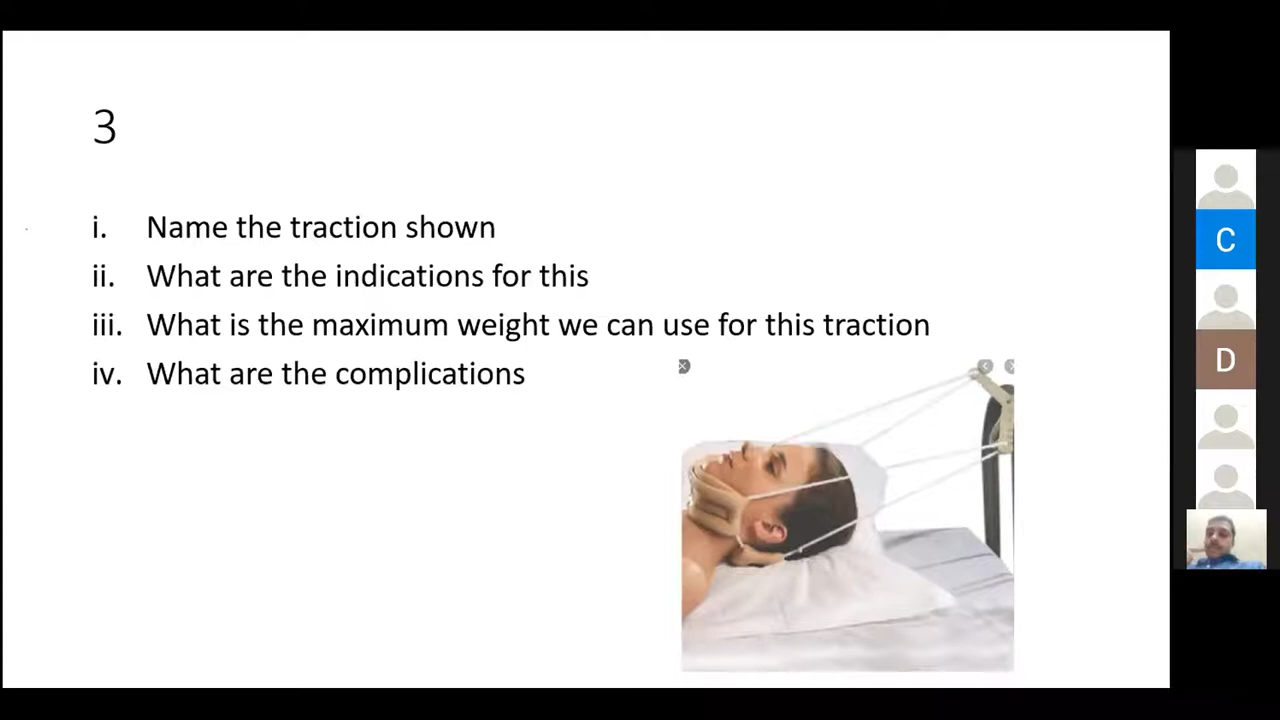 3
i. Name the traction shown
ii. What are the indications for this
iii. What is the maximum weight we can use for this traction
iv. What are the complications
C
D